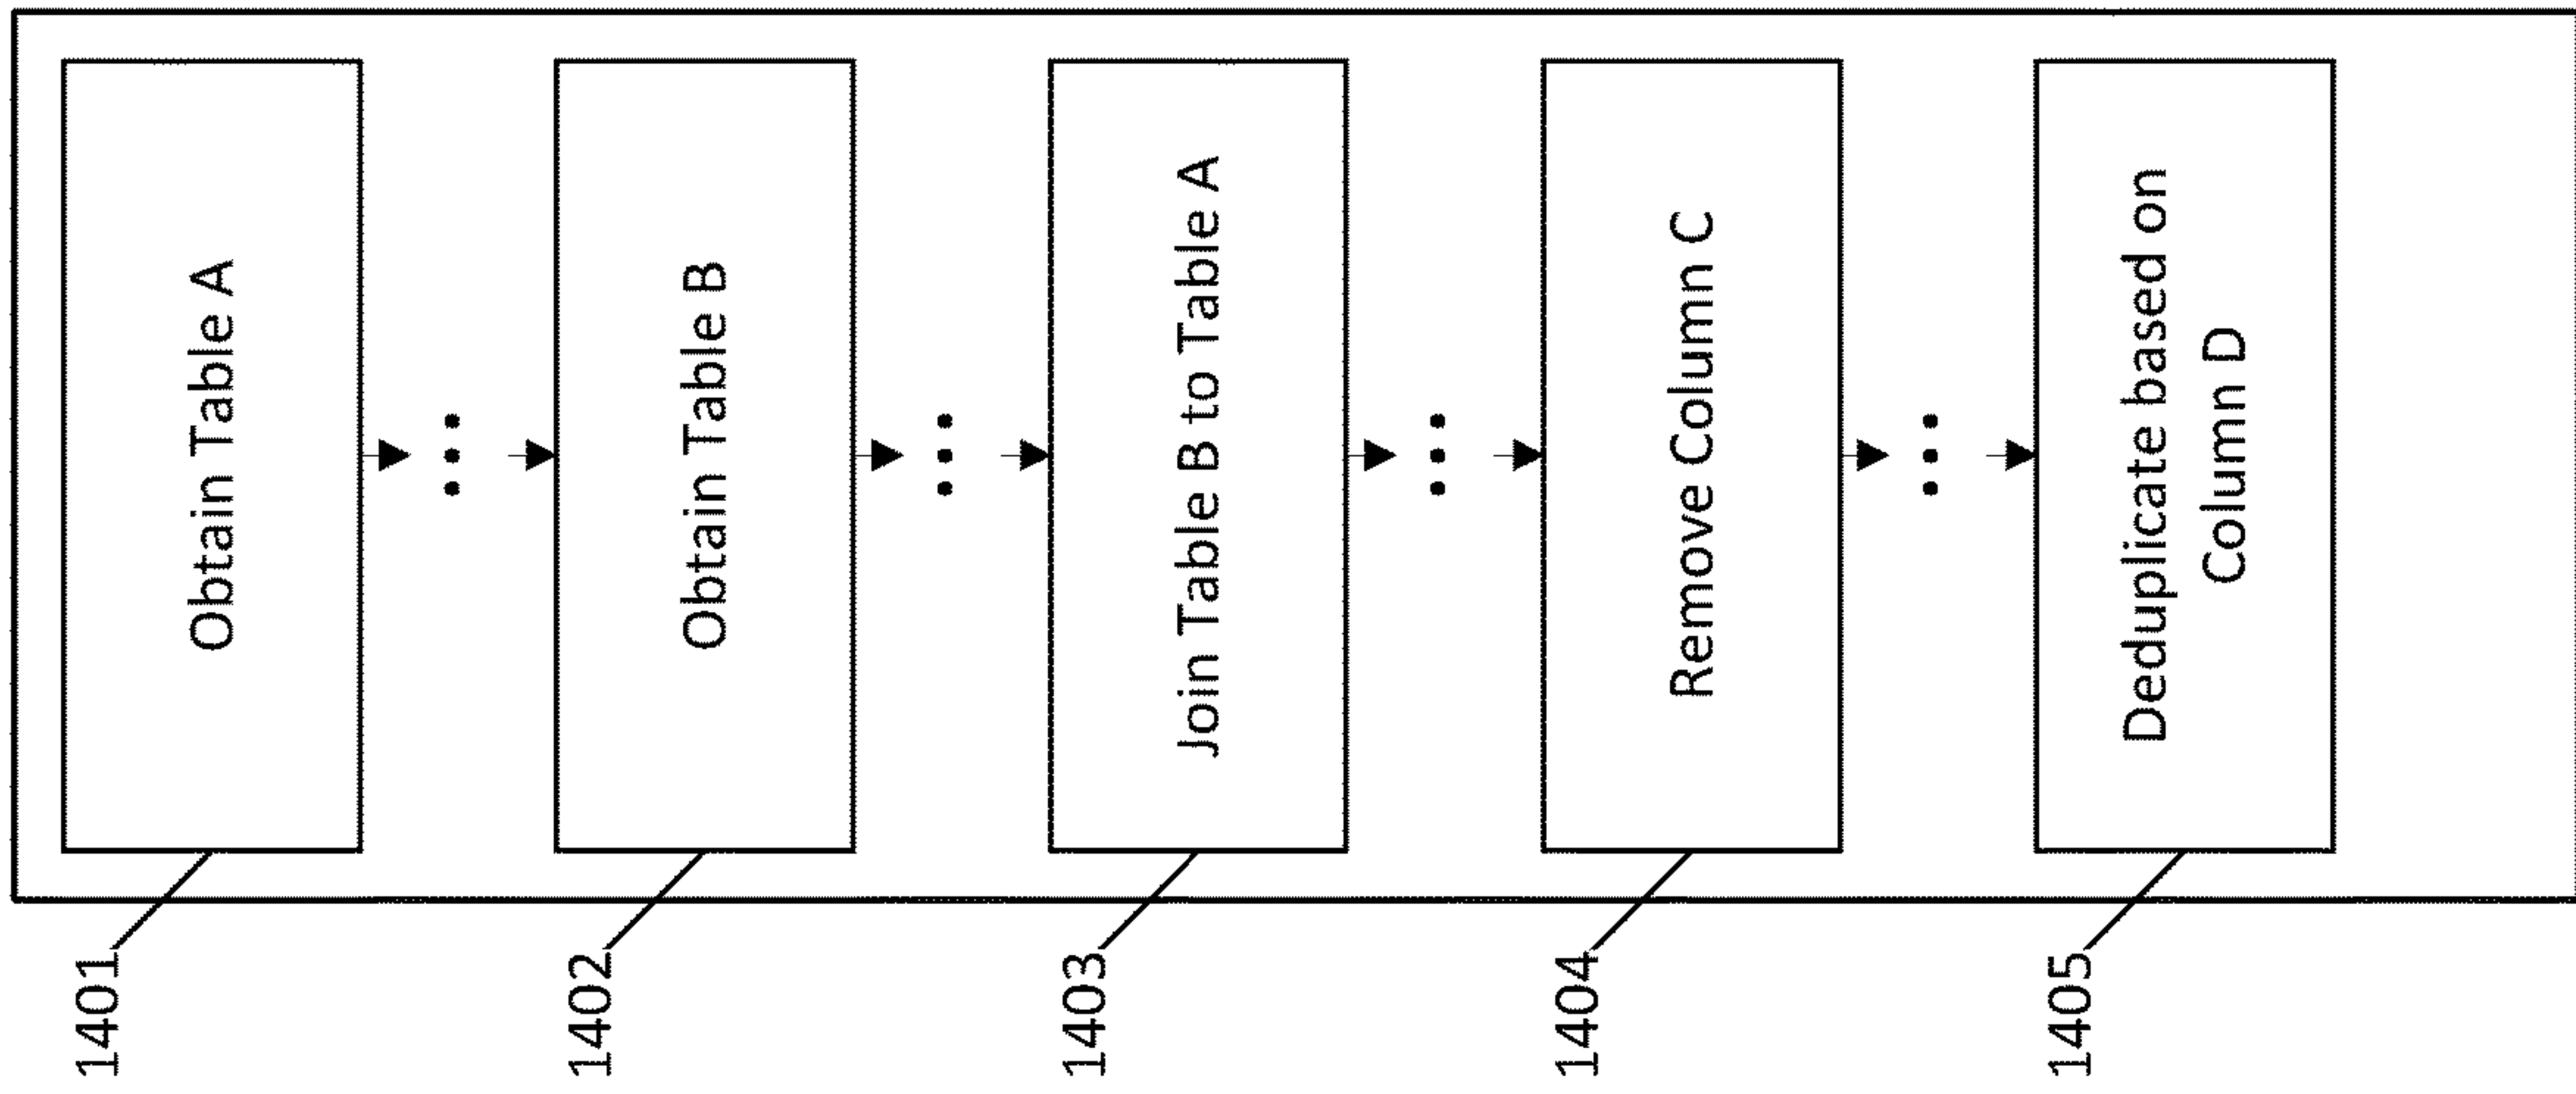 1401
Obtain Table A
1402
Obtain Table B
1403
Join Table B to Table A
1404
Remove Column C
1405
Deduplicate based on
Column D